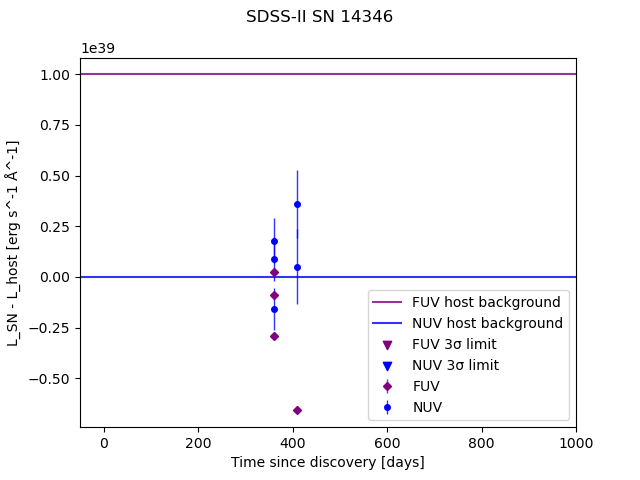 SDSS-II SN 14346
1e39
1.00
0.75
0.50
0.25
0.00
−0.25
−0.50
L_SN - L_host [erg s^-1 Å^-1]
FUV host background
NUV host background
FUV 3σ limit
NUV 3σ limit
FUV
NUV
0 200 400 600 800 1000
Time since discovery [days]